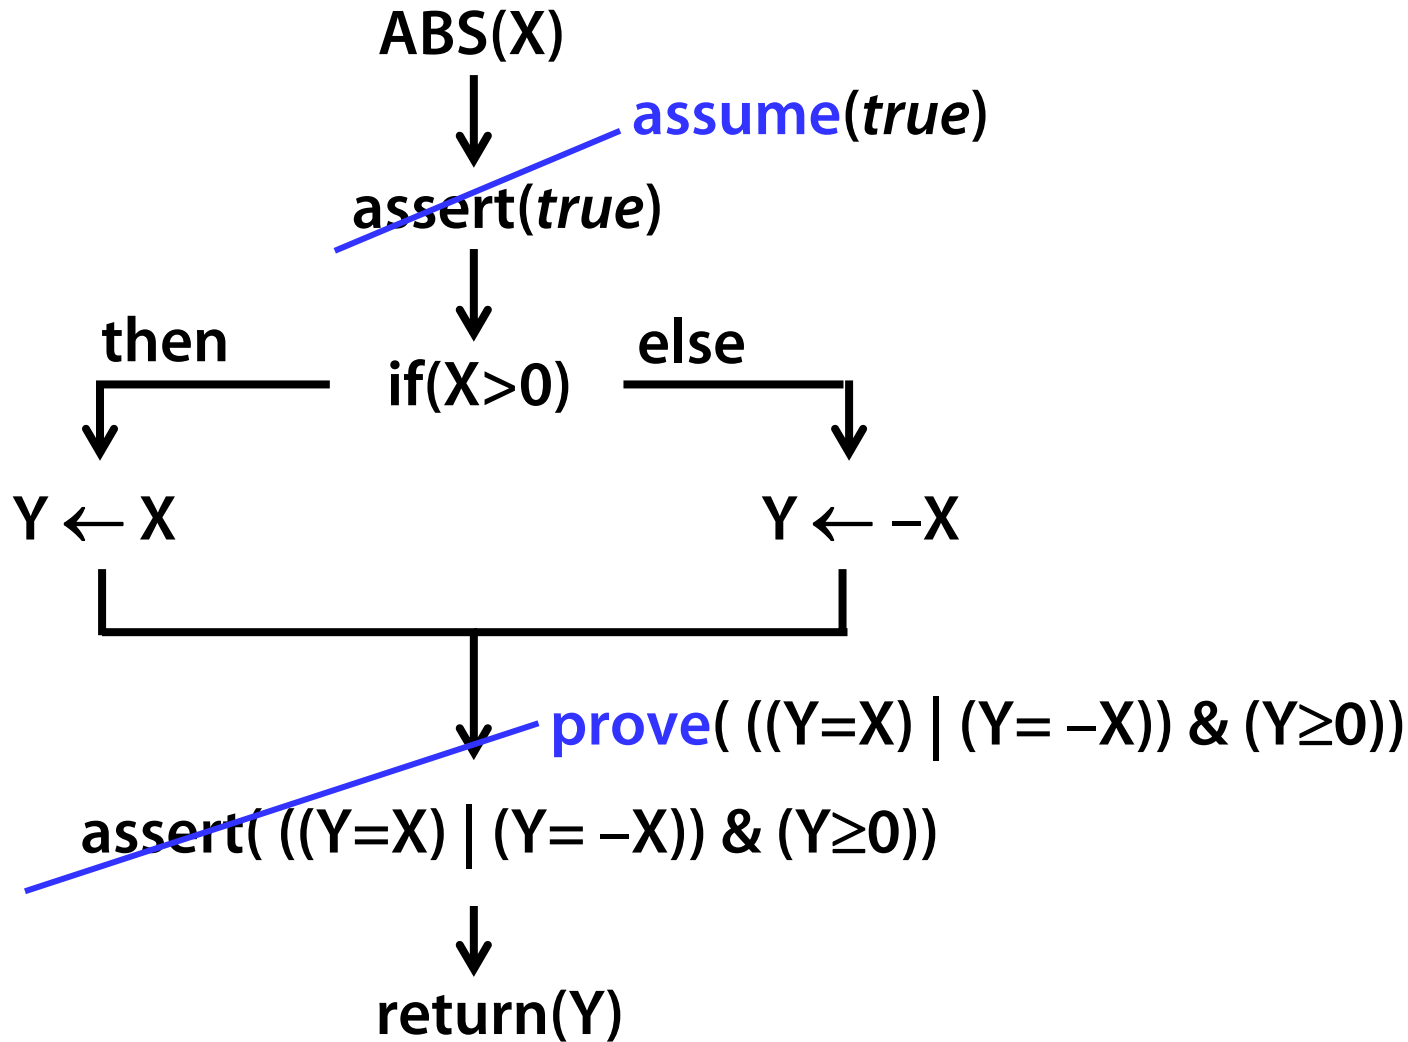 ABS(X)
assume(true)
assert(true)
then
else
if(X>0)
Y ← X
Y ← –X
prove( ((Y=X) | (Y= –X)) & (Y≥0))
assert( ((Y=X) | (Y= –X)) & (Y≥0))
return(Y)